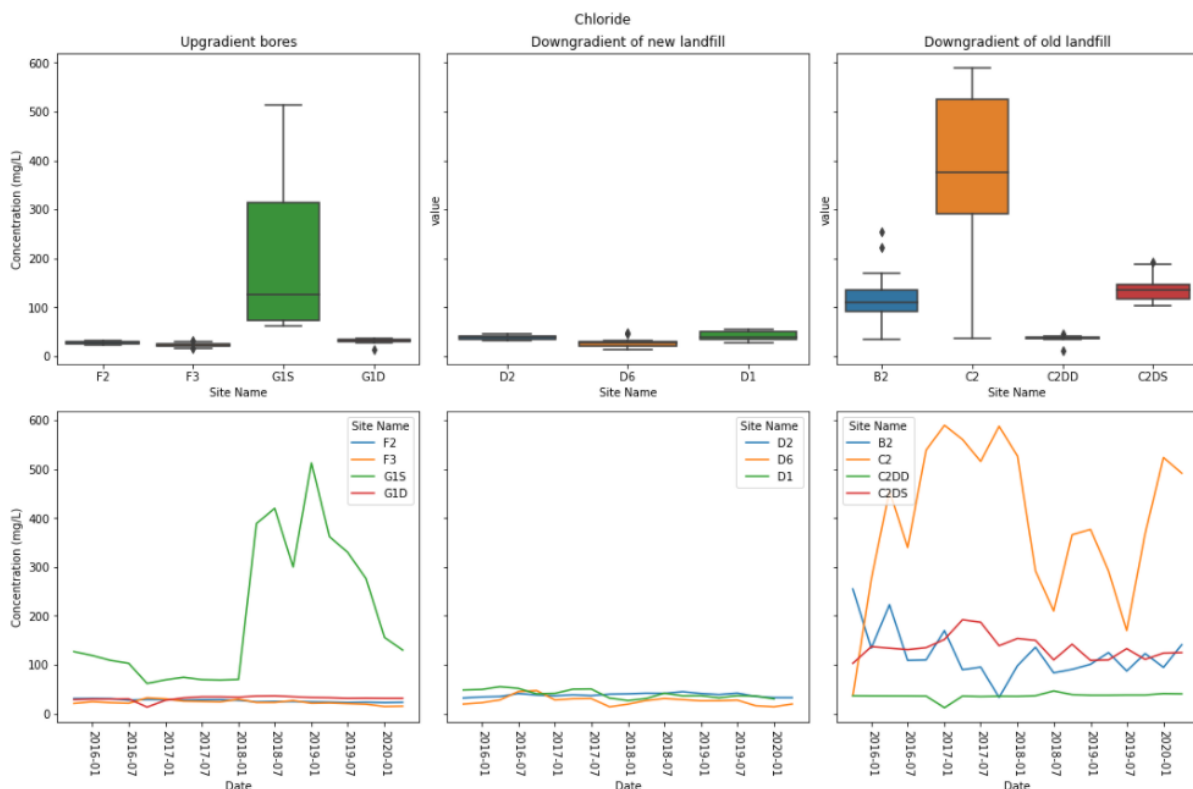 Chloride
Upgradient bores
Downgradient of new landfill
Downgradient of old landfill
600
500
400
300
200
100
0
Concentration (mg/L)
value
value
F2 F3 G1S G1D
D2 D6 D1
B2 C2 C2DD C2DS
Site Name
Site Name
Site Name
600
500
400
300
200
100
0
Concentration (mg/L)
Site Name
F2
F3
G1S
G1D
Site Name
D2
D6
D1
Site Name
B2
C2
C2DD
C2DS
2016-01 2016-07 2017-01 2017-07 2018-01 2018-07 2019-01 2019-07 2020-01
2016-01 2016-07 2017-01 2017-07 2018-01 2018-07 2019-01 2019-07 2020-01
2016-01 2016-07 2017-01 2017-07 2018-01 2018-07 2019-01 2019-07 2020-01
Date
Date
Date